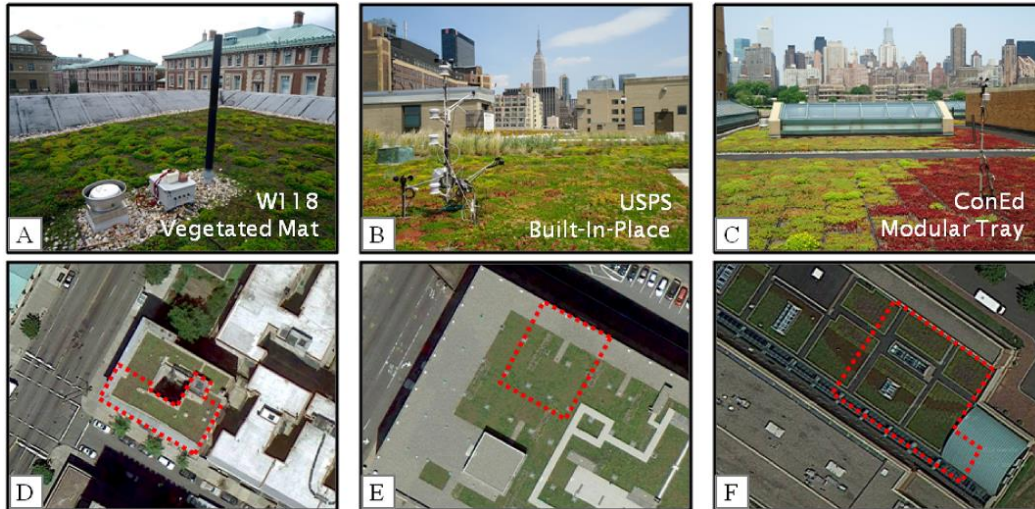 W118
Vegetated Mat
A
USPS
Built-In-Place
B
ConEd
Modular Tray
C
D
E
F